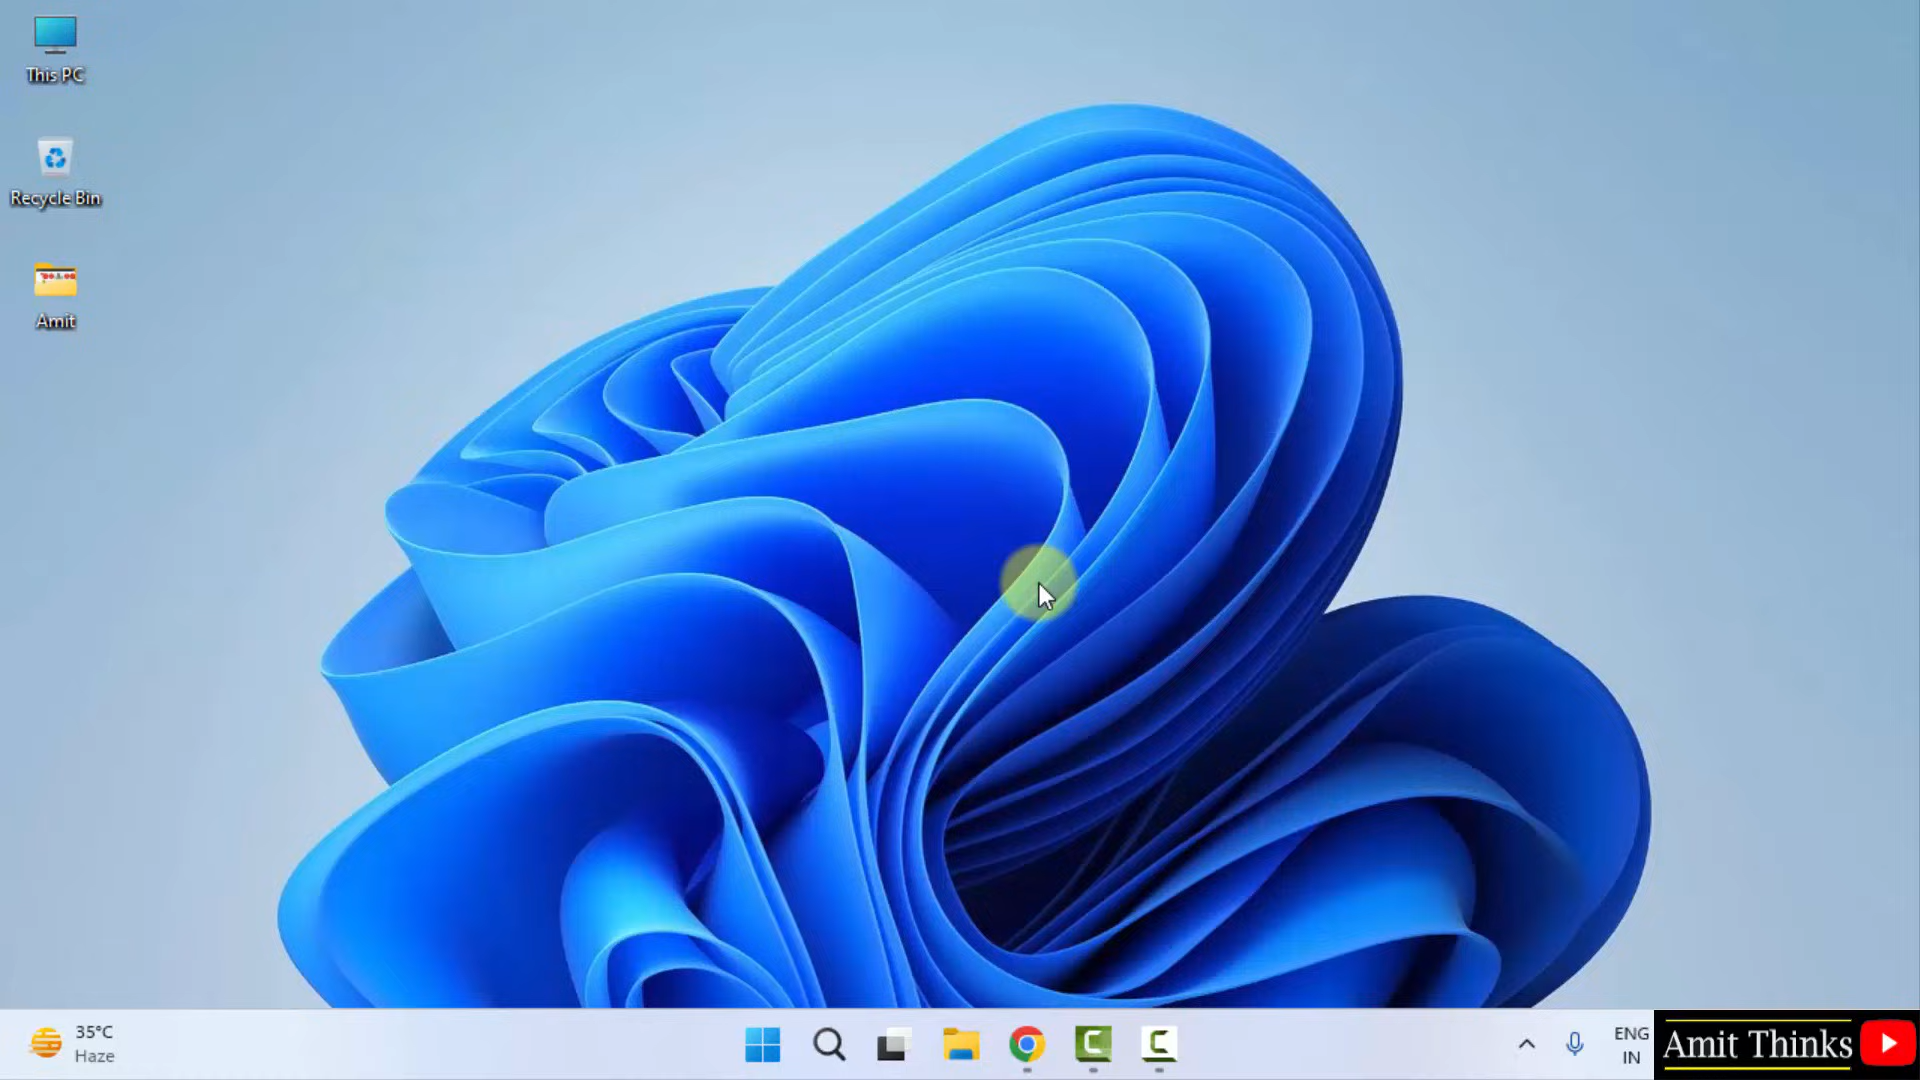 This PC
Recycle Bin
Amit
35°C
Haze
ENG
IN
Amit Thinks